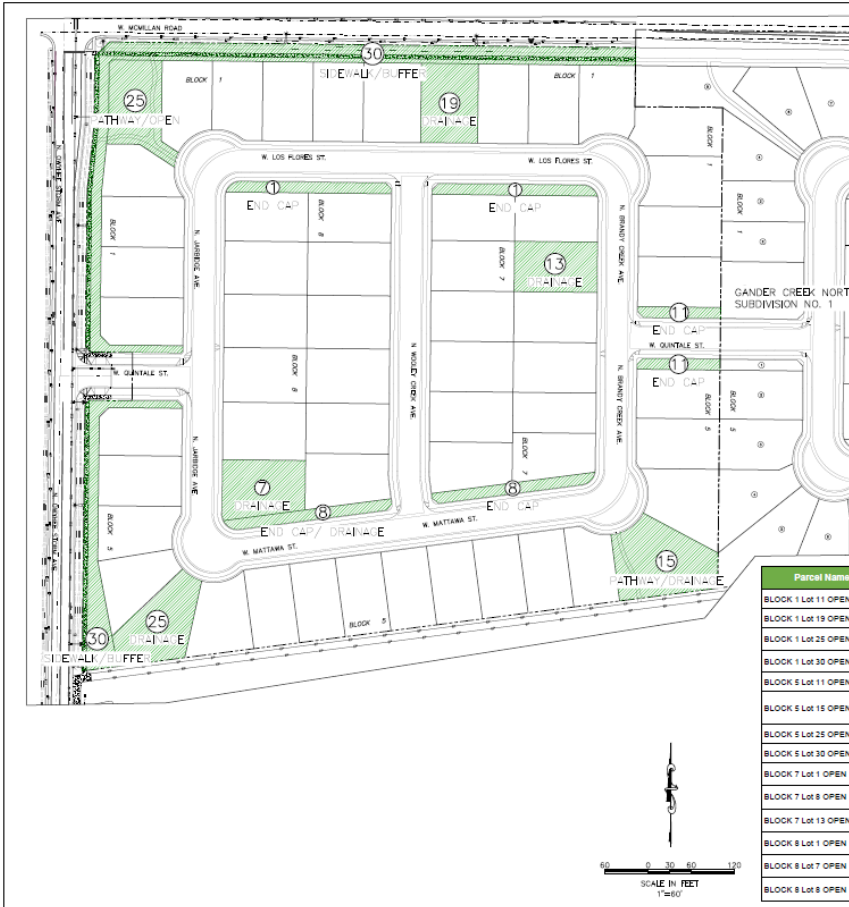 W. MCMILLAN ROAD
30
SIDEWALK/BUFFER
BLOCK 1
BLOCK 1
25
PATHWAY/OPEN
19
DRAINAGE
BLOCK 1
W. LOS FLORES ST.
W. LOS FLORES ST.
1
END CAP
1
END CAP
BLOCK 1
BLOCK 1
BLOCK 8
N. JARBIDGE AVE.
N. BRANDY CREEK AVE.
BLOCK 7
13
DRAINAGE
GANDER CREEK NORT
SUBDIVISION NO. 1
11
END CAP
W. QUINTALE ST.
W. QUINTALE ST.
11
END CAP
BLOCK 8
N WOOLEY CREEK AVE.
N. BRANDY CREEK AVE.
BLOCK 5
BLOCK 5
N. JARBIDGE AVE
BLOCK 7
7
DRAINAGE
8
END CAP
8
END CAP/ DRAINAGE
W. MATTAWA ST.
W. MATTAWA ST.
BLOCK 5
15
PATHWAY/DRAINAGE
BLOCK 5
30
SIDEWALK/BUFFER
25
DRAINAGE
Parcel Name
BLOCK 1 Lot 11 OPEN
BLOCK 1 Lot 19 OPEN
BLOCK 1 Lot 25 OPEN
BLOCK 1 Lot 30 OPEN
BLOCK 5 Lot 11 OPEN
BLOCK 5 Lot 15 OPEN
BLOCK 5 Lot 25 OPEN
BLOCK 5 Lot 30 OPEN
BLOCK 7 Lot 1 OPEN
BLOCK 7 Lot 8 OPEN
BLOCK 7 Lot 13 OPEN
BLOCK 8 Lot 1 OPEN
BLOCK 8 Lot 7 OPEN
BLOCK 8 Lot 8 OPEN
60 0 30 60 120
SCALE IN FEET
1"=60'